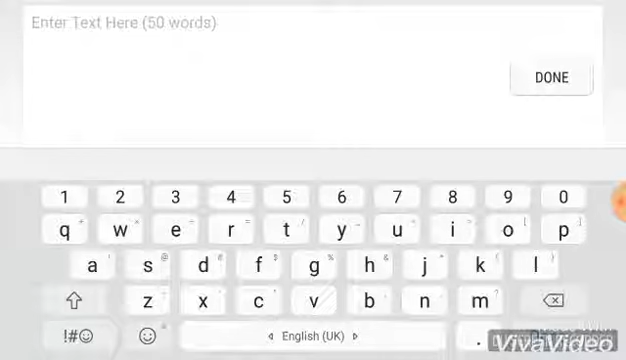 Enter Text Here (50 words)
DONE
1 2 3 4 5 6 7 8 9 0
q w e r t y u i o p
a s d f g h j k l
z x c v b n m
!#☺ English (UK) .
VivaVideo